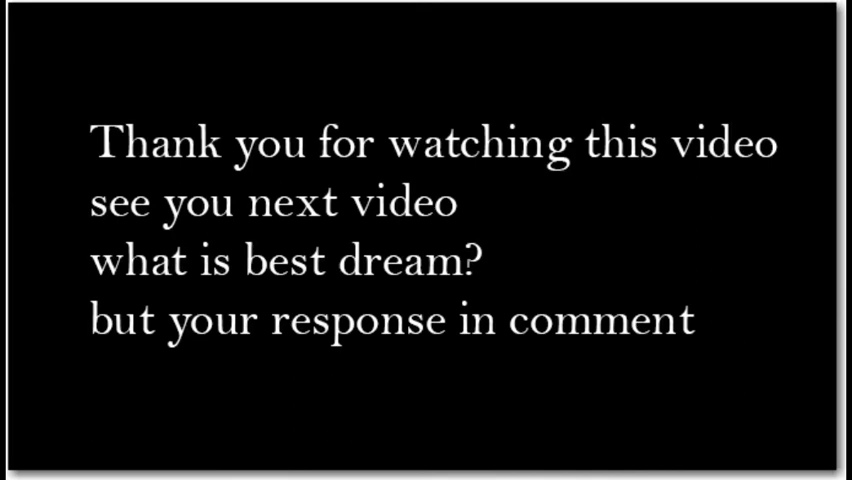 Thank you for watching this video
see you next video
what is best dream?
but your response in comment